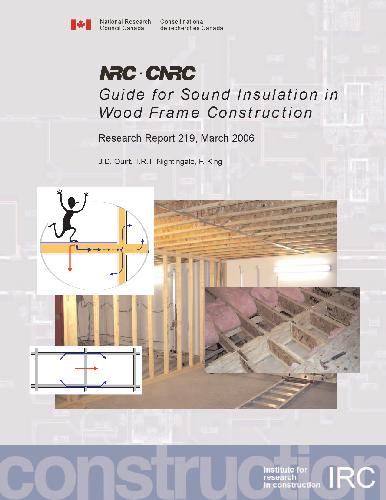 National Research Council Canada
Conseil national de recherches Canada
NRC · CNRC
Guide for Sound Insulation in
Wood Frame Construction
Research Report 219, March 2006
J.D. Quirt, T.R.T. Nightingale, F. King
construction
Institute for
research
in construction
IRC